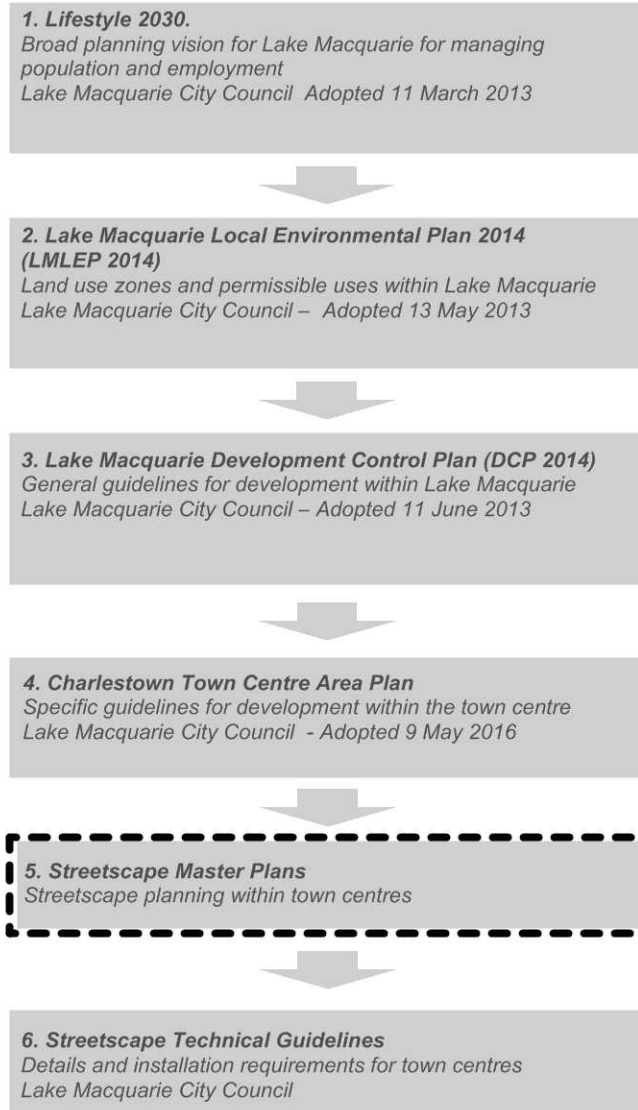 1. Lifestyle 2030.
Broad planning vision for Lake Macquarie for managing
population and employment
Lake Macquarie City Council  Adopted 11 March 2013
2. Lake Macquarie Local Environmental Plan 2014
(LMLEP 2014)
Land use zones and permissible uses within Lake Macquarie
Lake Macquarie City Council –  Adopted 13 May 2013
3. Lake Macquarie Development Control Plan (DCP 2014)
General guidelines for development within Lake Macquarie
Lake Macquarie City Council – Adopted 11 June 2013
4. Charlestown Town Centre Area Plan
Specific guidelines for development within the town centre
Lake Macquarie City Council  - Adopted 9 May 2016
5. Streetscape Master Plans
Streetscape planning within town centres
6. Streetscape Technical Guidelines
Details and installation requirements for town centres
Lake Macquarie City Council